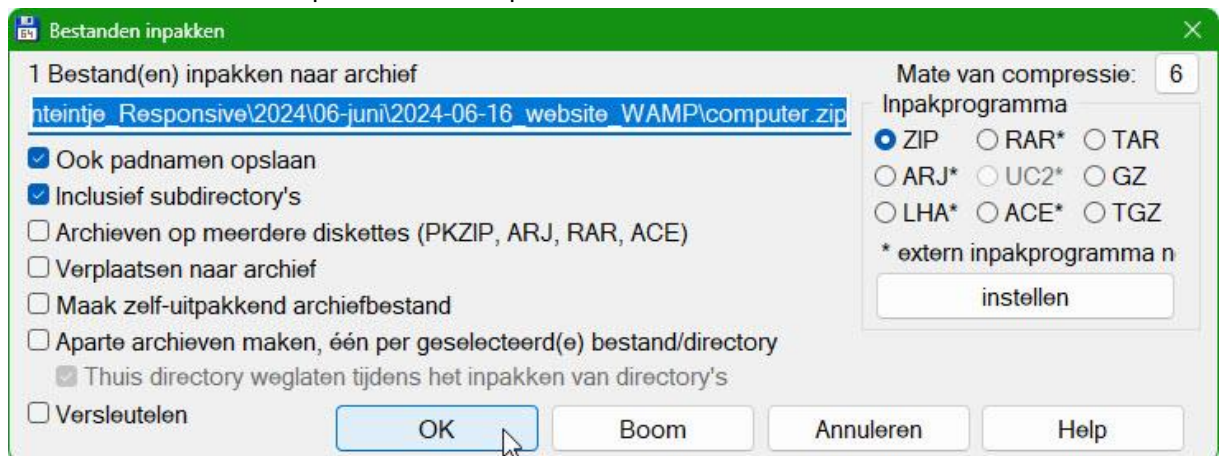 Bestanden inpakken
1 Bestand(en) inpakken naar archief
nteintje_Responsive\2024\06-juni\2024-06-16_website_WAMP\computer.zip
Ook padnamen opslaan
Inclusief subdirectory's
Archieven op meerdere diskettes (PKZIP, ARJ, RAR, ACE)
Verplaatsen naar archief
Maak zelf-uitpakkend archiefbestand
Aparte archieven maken, één per geselecteerd(e) bestand/directory
Thuis directory weglaten tijdens het inpakken van directory's
Versleutelen
Mate van compressie: 6
Inpakprogramma
ZIP RAR* TAR
ARJ* UC2* GZ
LHA* ACE* TGZ
* extern inpakprogramma n
instellen
OK Boom Annuleren Help